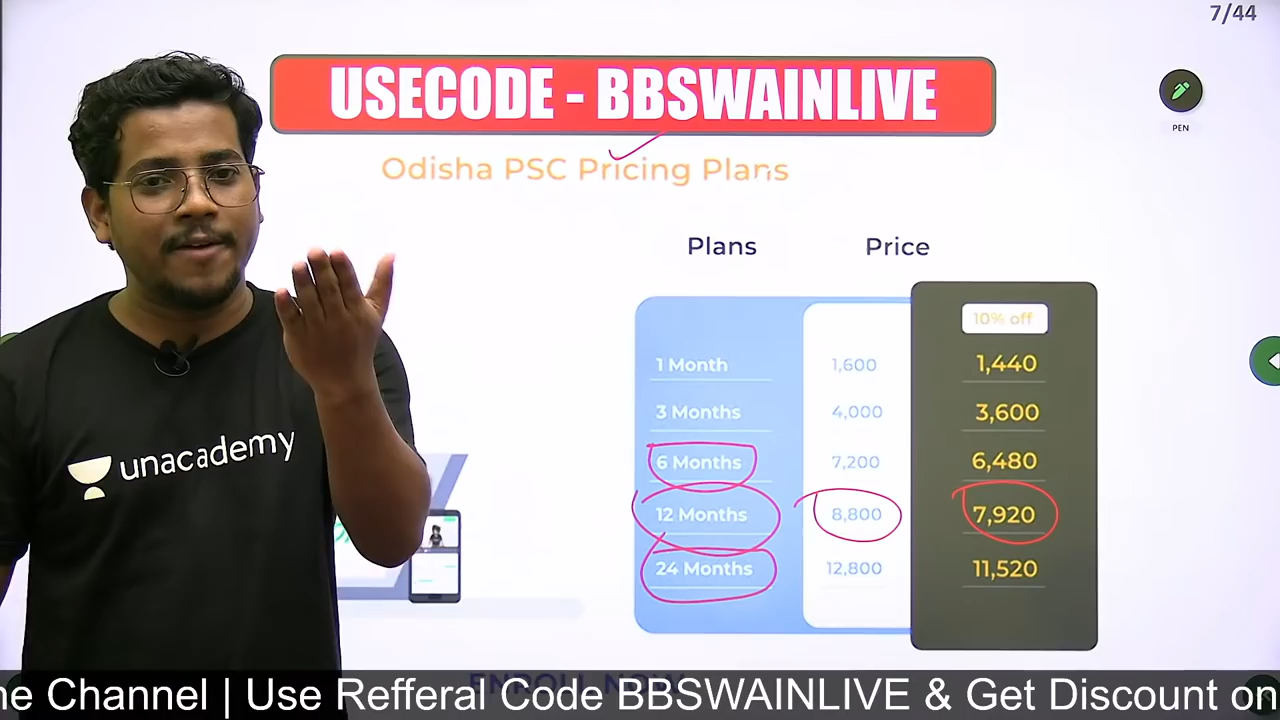 7/44
USECODE - BBSWAINLIVE
PEN
Odisha PSC Pricing Plans
Plans Price
10% off
1 Month 1,600 1,440
3 Months 4,000 3,600
6 Months 7,200 6,480
12 Months 8,800 7,920
24 Months 12,800 11,520
unacademy
ENROLL NOW
ne Channel | Use Refferal Code BBSWAINLIVE & Get Discount on